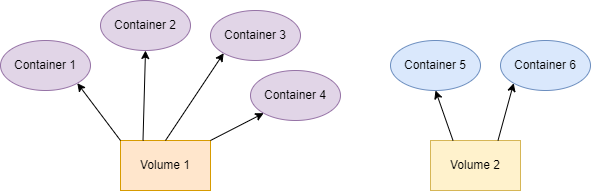 Container 1
Container 2
Container 3
Container 4
Volume 1
Container 5
Container 6
Volume 2